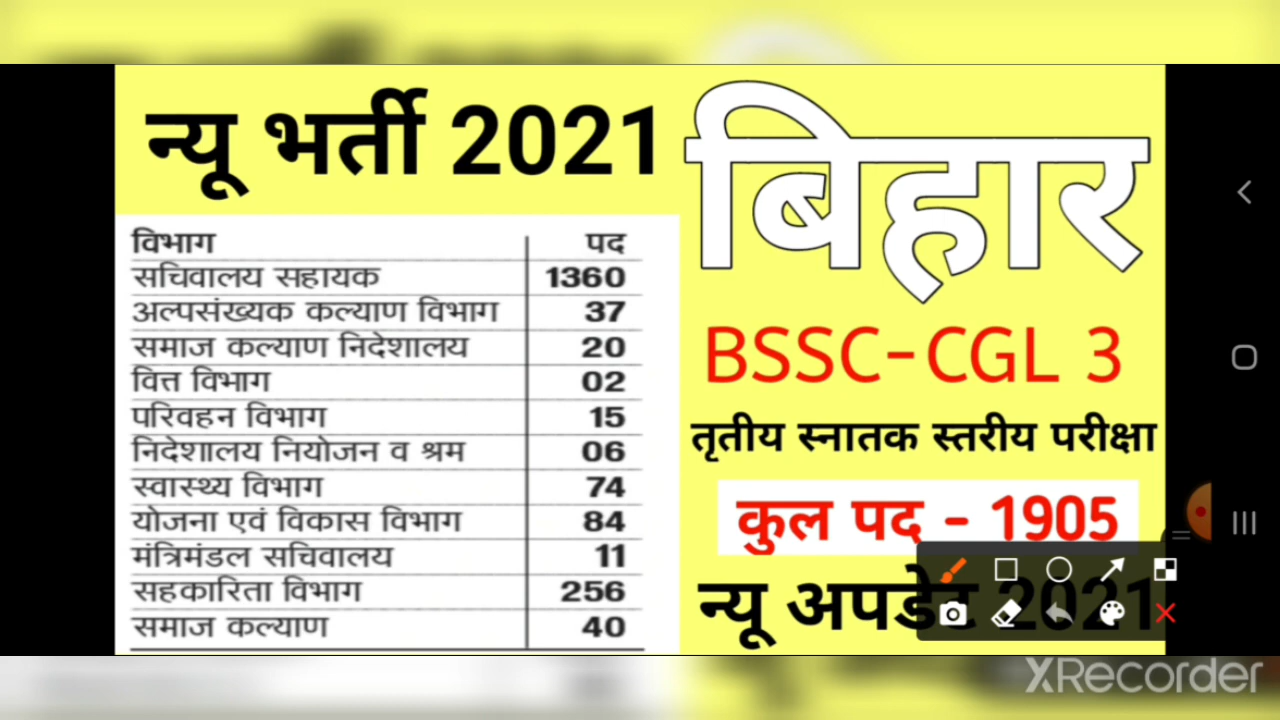 न्यू भर्ती 2021
विभाग पद
सचिवालय सहायक 1360
अल्पसंख्यक कल्याण विभाग 37
समाज कल्याण निदेशालय 20
वित्त विभाग 02
परिवहन विभाग 15
निदेशालय नियोजन व श्रम 06
स्वास्थ्य विभाग 74
योजना एवं विकास विभाग 84
मंत्रिमंडल सचिवालय 11
सहकारिता विभाग 256
समाज कल्याण 40
बिहार
BSSC-CGL 3
तृतीय स्नातक स्तरीय परीक्षा
कुल पद - 1905
न्यू अपडेट 2021
XRecorder